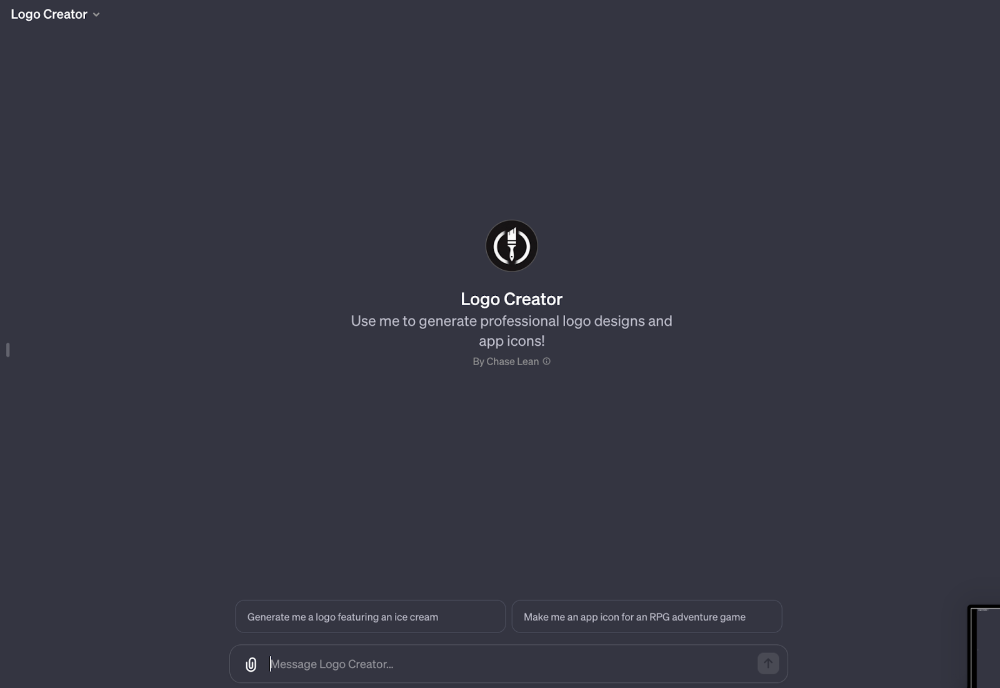 Logo Creator
Logo Creator
Use me to generate professional logo designs and
app icons!
By Chase Lean
Generate me a logo featuring an ice cream
Make me an app icon for an RPG adventure game
Message Logo Creator...